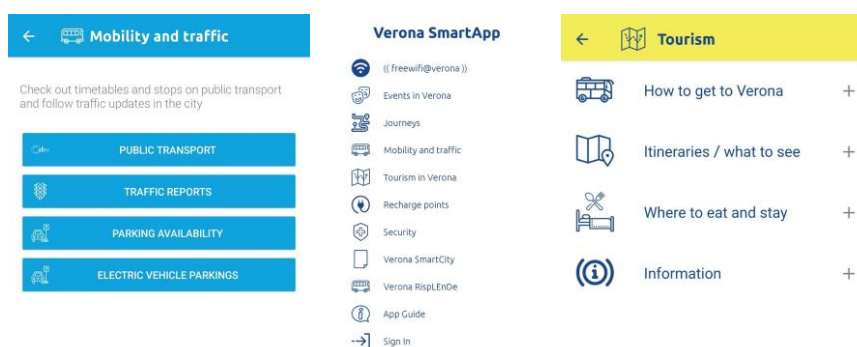 Mobility and traffic
Check out timetables and stops on public transport
and follow traffic updates in the city
PUBLIC TRANSPORT
TRAFFIC REPORTS
PARKING AVAILABILITY
ELECTRIC VEHICLE PARKINGS
Verona SmartApp
(( freewifi@verona ))
Events in Verona
Journeys
Mobility and traffic
Tourism in Verona
Recharge points
Security
Verona SmartCity
Verona RispLEnDe
App Guide
Sign In
Tourism
How to get to Verona +
Itineraries / what to see +
Where to eat and stay +
Information +